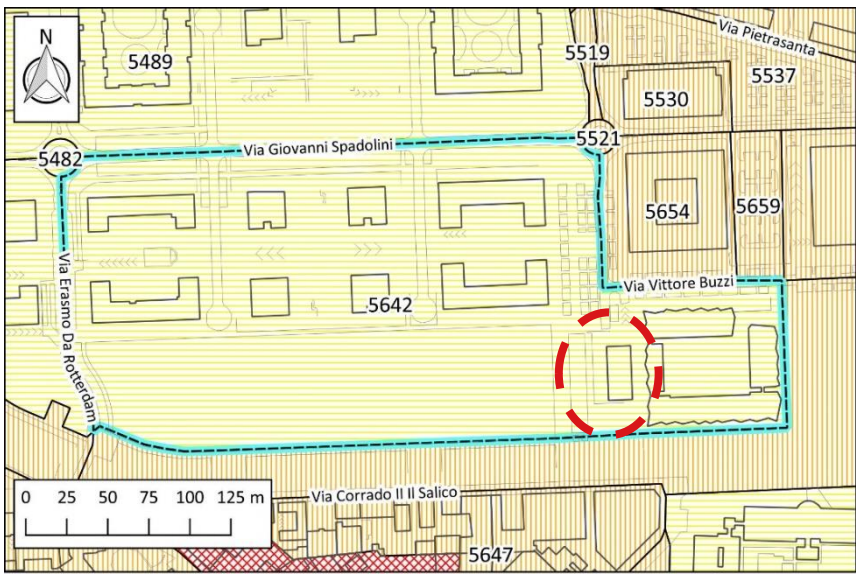 N
5489
5519
Via Pietrasanta
5537
5530
5482
Via Giovanni Spadolini
5521
5654
5659
Via Erasmo Da Rotterdam
5642
Via Vittore Buzzi
0 25 50 75 100 125 m
Via Corrado II Il Salico
5647